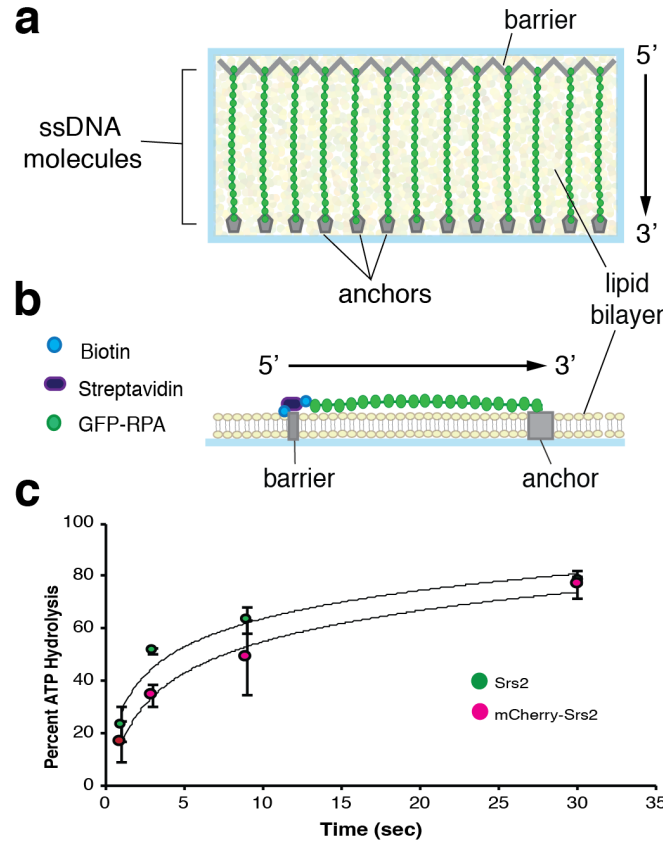 a
barrier
5’
ssDNA
molecules
3’
anchors
lipid
bilayer
b
Biotin
Streptavidin
GFP-RPA
5’
3’
barrier
anchor
c
100
80
60
40
20
0
Percent ATP Hydrolysis
Srs2
mCherry-Srs2
0
5
10
15
20
25
30
35
Time (sec)